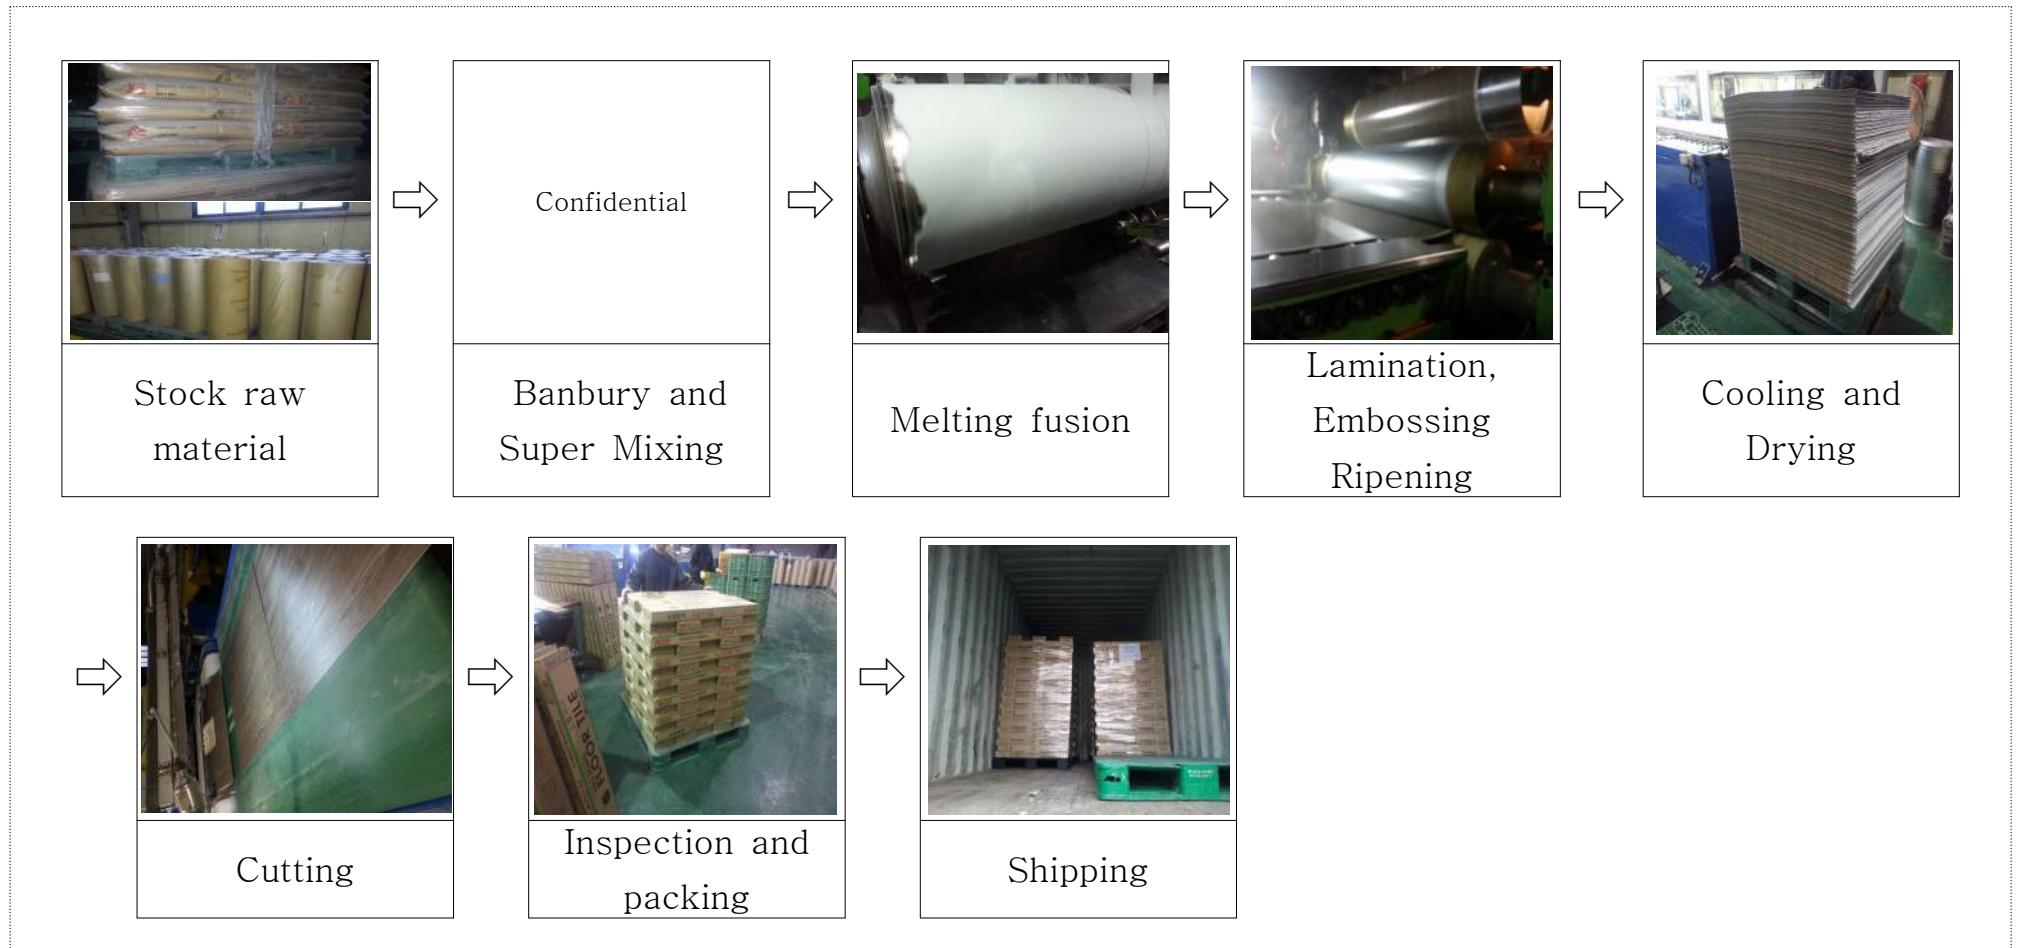 Confidential
Stock raw
material
Banbury and
Super Mixing
Melting fusion
Lamination,
Embossing
Ripening
Cooling and
Drying
FLOOR TILE
Cutting
Inspection and
packing
Shipping